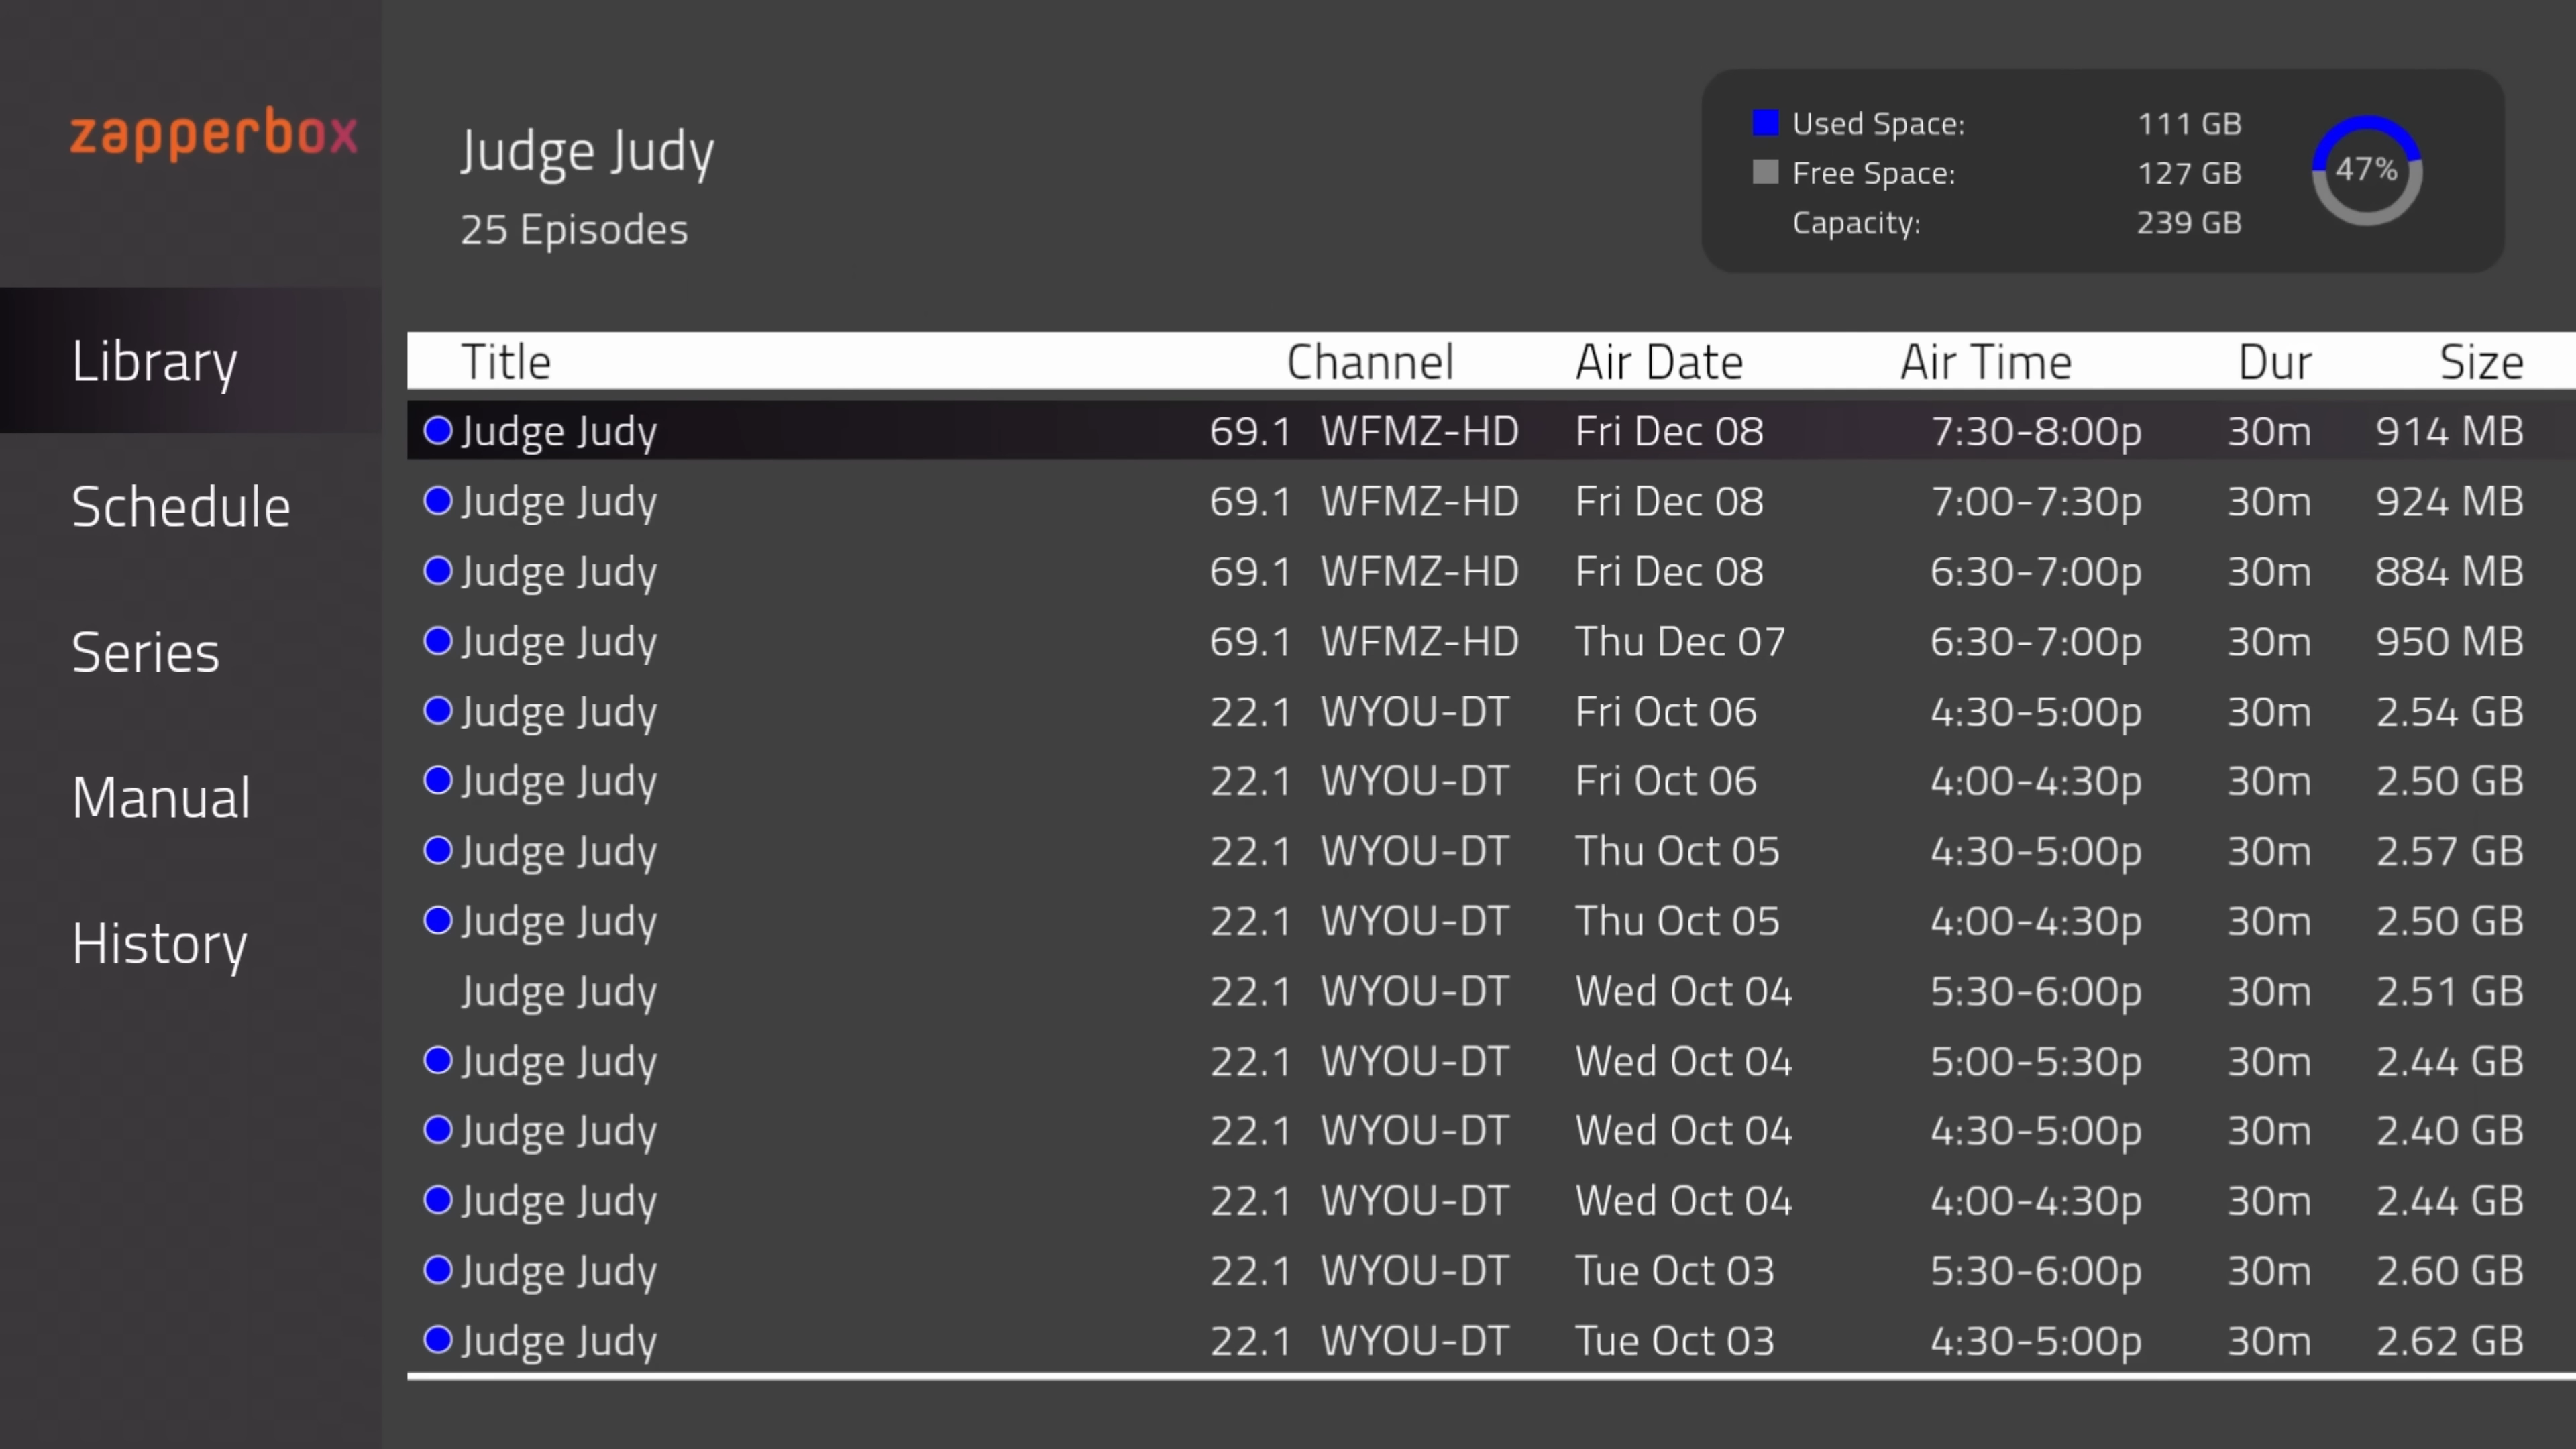 zapperbox
Judge Judy
25 Episodes
Used Space: 111 GB
Free Space: 127 GB
Capacity: 239 GB
47%
Library
Schedule
Series
Manual
History
Title Channel Air Date Air Time Dur Size
Judge Judy 69.1 WFMZ-HD Fri Dec 08 7:30-8:00p 30m 914 MB
Judge Judy 69.1 WFMZ-HD Fri Dec 08 7:00-7:30p 30m 924 MB
Judge Judy 69.1 WFMZ-HD Fri Dec 08 6:30-7:00p 30m 884 MB
Judge Judy 69.1 WFMZ-HD Thu Dec 07 6:30-7:00p 30m 950 MB
Judge Judy 22.1 WYOU-DT Fri Oct 06 4:30-5:00p 30m 2.54 GB
Judge Judy 22.1 WYOU-DT Fri Oct 06 4:00-4:30p 30m 2.50 GB
Judge Judy 22.1 WYOU-DT Thu Oct 05 4:30-5:00p 30m 2.57 GB
Judge Judy 22.1 WYOU-DT Thu Oct 05 4:00-4:30p 30m 2.50 GB
Judge Judy 22.1 WYOU-DT Wed Oct 04 5:30-6:00p 30m 2.51 GB
Judge Judy 22.1 WYOU-DT Wed Oct 04 5:00-5:30p 30m 2.44 GB
Judge Judy 22.1 WYOU-DT Wed Oct 04 4:30-5:00p 30m 2.40 GB
Judge Judy 22.1 WYOU-DT Wed Oct 04 4:00-4:30p 30m 2.44 GB
Judge Judy 22.1 WYOU-DT Tue Oct 03 5:30-6:00p 30m 2.60 GB
Judge Judy 22.1 WYOU-DT Tue Oct 03 4:30-5:00p 30m 2.62 GB